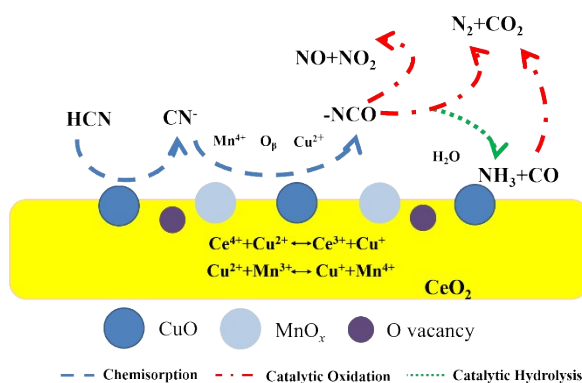 N₂+CO₂
NO+NO₂
HCN
CN⁻
-NCO
Mn⁴⁺
Oᵦ
Cu²⁺
H₂O
NH₃+CO
Ce⁴⁺+Cu²⁺↔Ce³⁺+Cu⁺
Cu²⁺+Mn³⁺↔Cu⁺+Mn⁴⁺
CeO₂
CuO
MnOₓ
O vacancy
Chemisorption
Catalytic Oxidation
Catalytic Hydrolysis